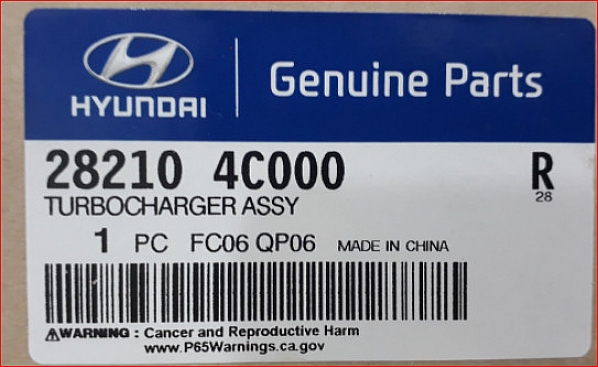 HYUNDAI | Genuine Parts
28210 4C000 R
TURBOCHARGER ASSY 28
1 PC FC06 QP06 MADE IN CHINA
⚠WARNING : Cancer and Reproductive Harm
www.P65Warnings.ca.gov